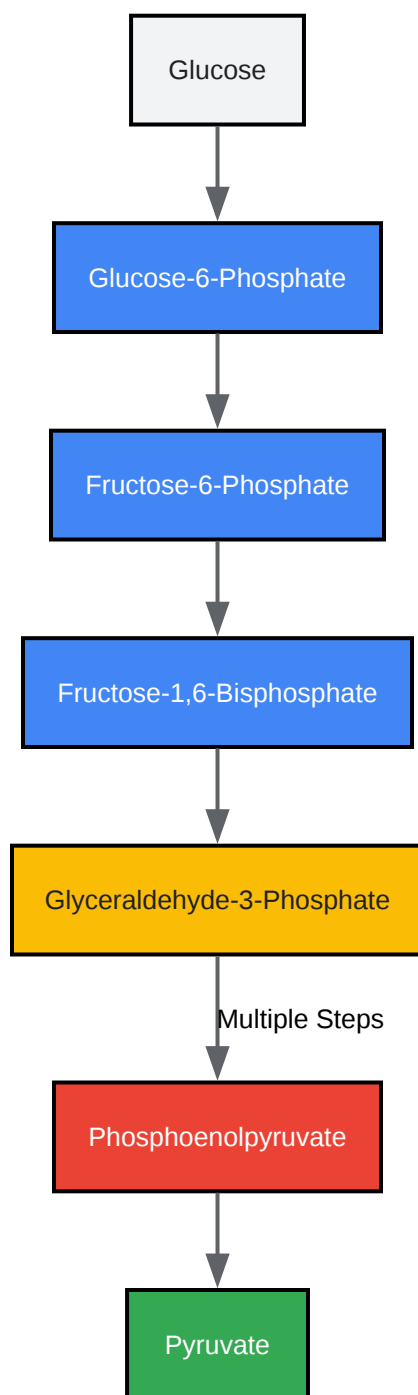 Glucose
Glucose-6-Phosphate
Fructose-6-Phosphate
Fructose-1,6-Bisphosphate
Glyceraldehyde-3-Phosphate
Multiple Steps
Phosphoenolpyruvate
Pyruvate